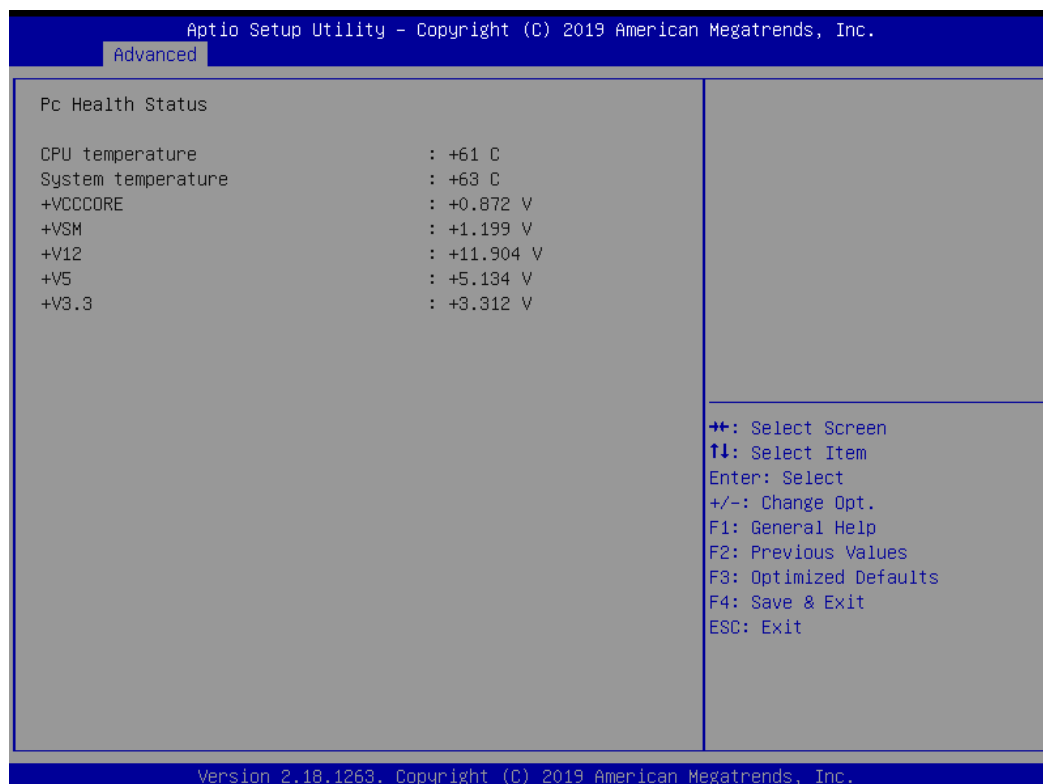 Aptio Setup Utility – Copyright (C) 2019 American Megatrends, Inc.
Advanced
Pc Health Status
CPU temperature : +61 C
System temperature : +63 C
+VCCCORE : +0.872 V
+VSM : +1.199 V
+V12 : +11.904 V
+V5 : +5.134 V
+V3.3 : +3.312 V
→←: Select Screen
↑↓: Select Item
Enter: Select
+/-: Change Opt.
F1: General Help
F2: Previous Values
F3: Optimized Defaults
F4: Save & Exit
ESC: Exit
Version 2.18.1263. Copyright (C) 2019 American Megatrends, Inc.